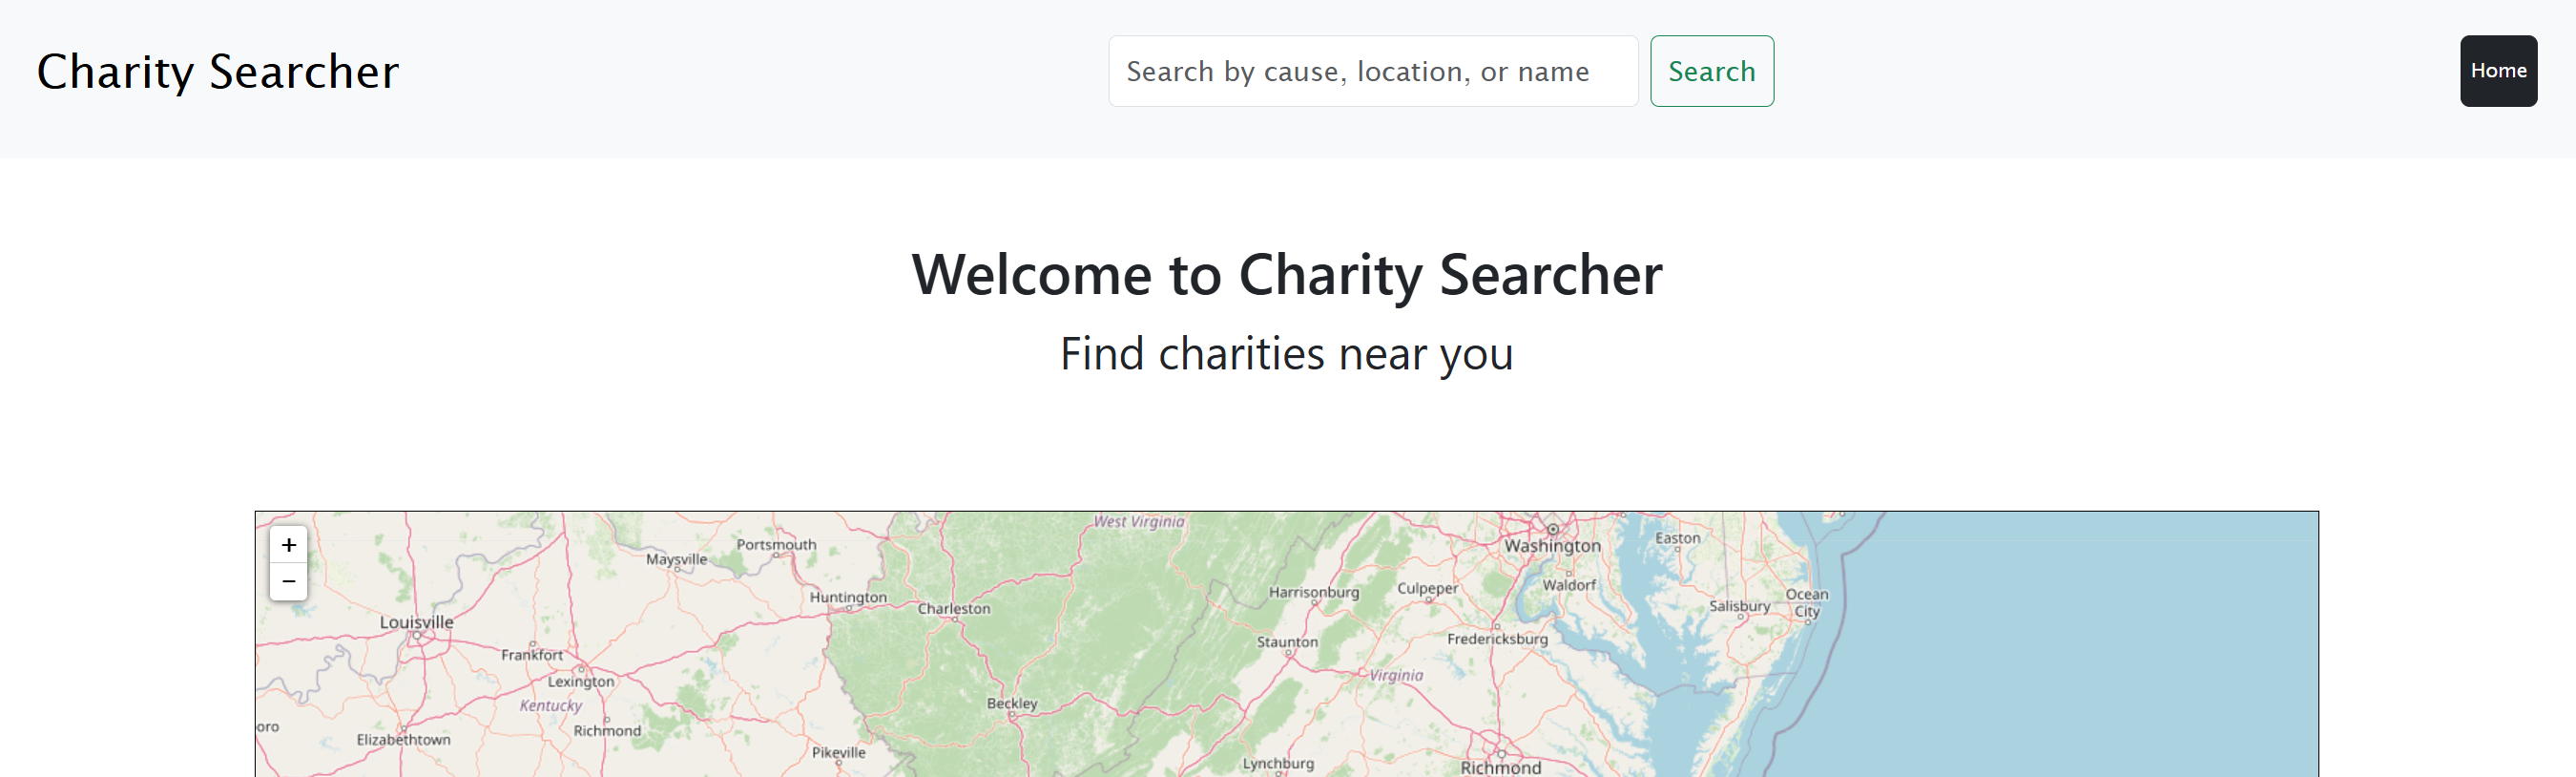 Charity Searcher
Search by cause, location, or name
Search
Home
Welcome to Charity Searcher
Find charities near you
+
−
West Virginia
Portsmouth
Maysville
Washington
Easton
Huntington
Charleston
Harrisonburg
Culpeper
Waldorf
Ocean
City
Salisbury
Louisville
Staunton
Fredericksburg
Frankfort
Lexington
Virginia
Kentucky
Beckley
oro
Richmond
Elizabethtown
Pikeville
Lynchburg
Richmond